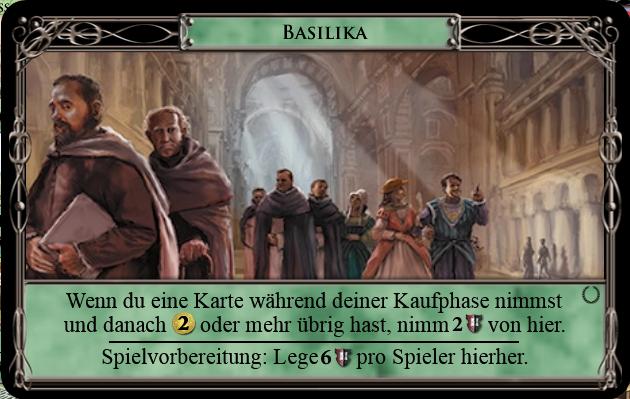 BASILIKA
Wenn du eine Karte während deiner Kaufphase nimmst
und danach 2 oder mehr übrig hast, nimm 2 von hier.
Spielvorbereitung: Lege 6 pro Spieler hierher.